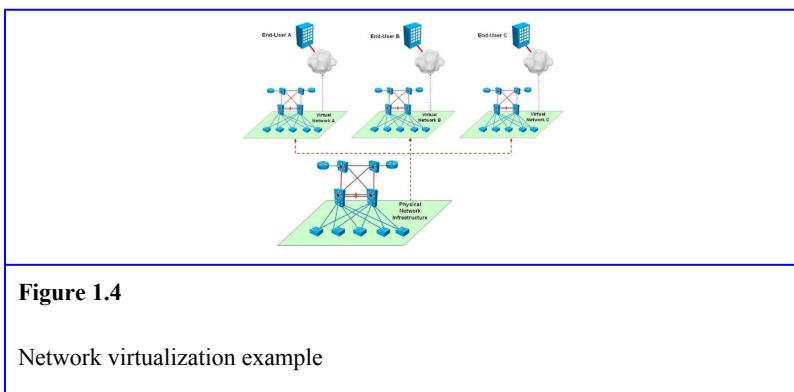 End-User A
End-User B
End-User C
Virtual
Network A
Virtual
Network B
Virtual
Network C
Physical
Network
Infrastructure
Figure 1.4
Network virtualization example